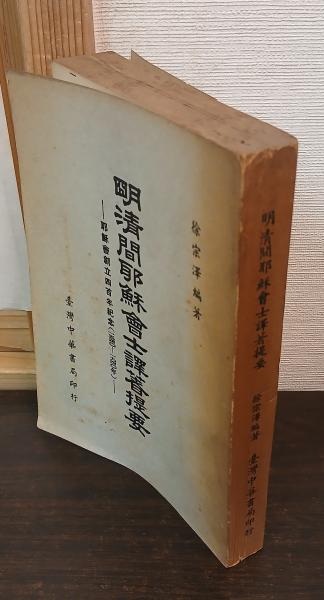 徐宗澤編著
明清間耶穌會士譯著提要
——耶穌會創立四百年紀念(一五四〇—一九四〇年)——
臺灣中華書局印行
明清間耶穌會士譯著提要
徐宗澤編著
臺灣中華書局印行